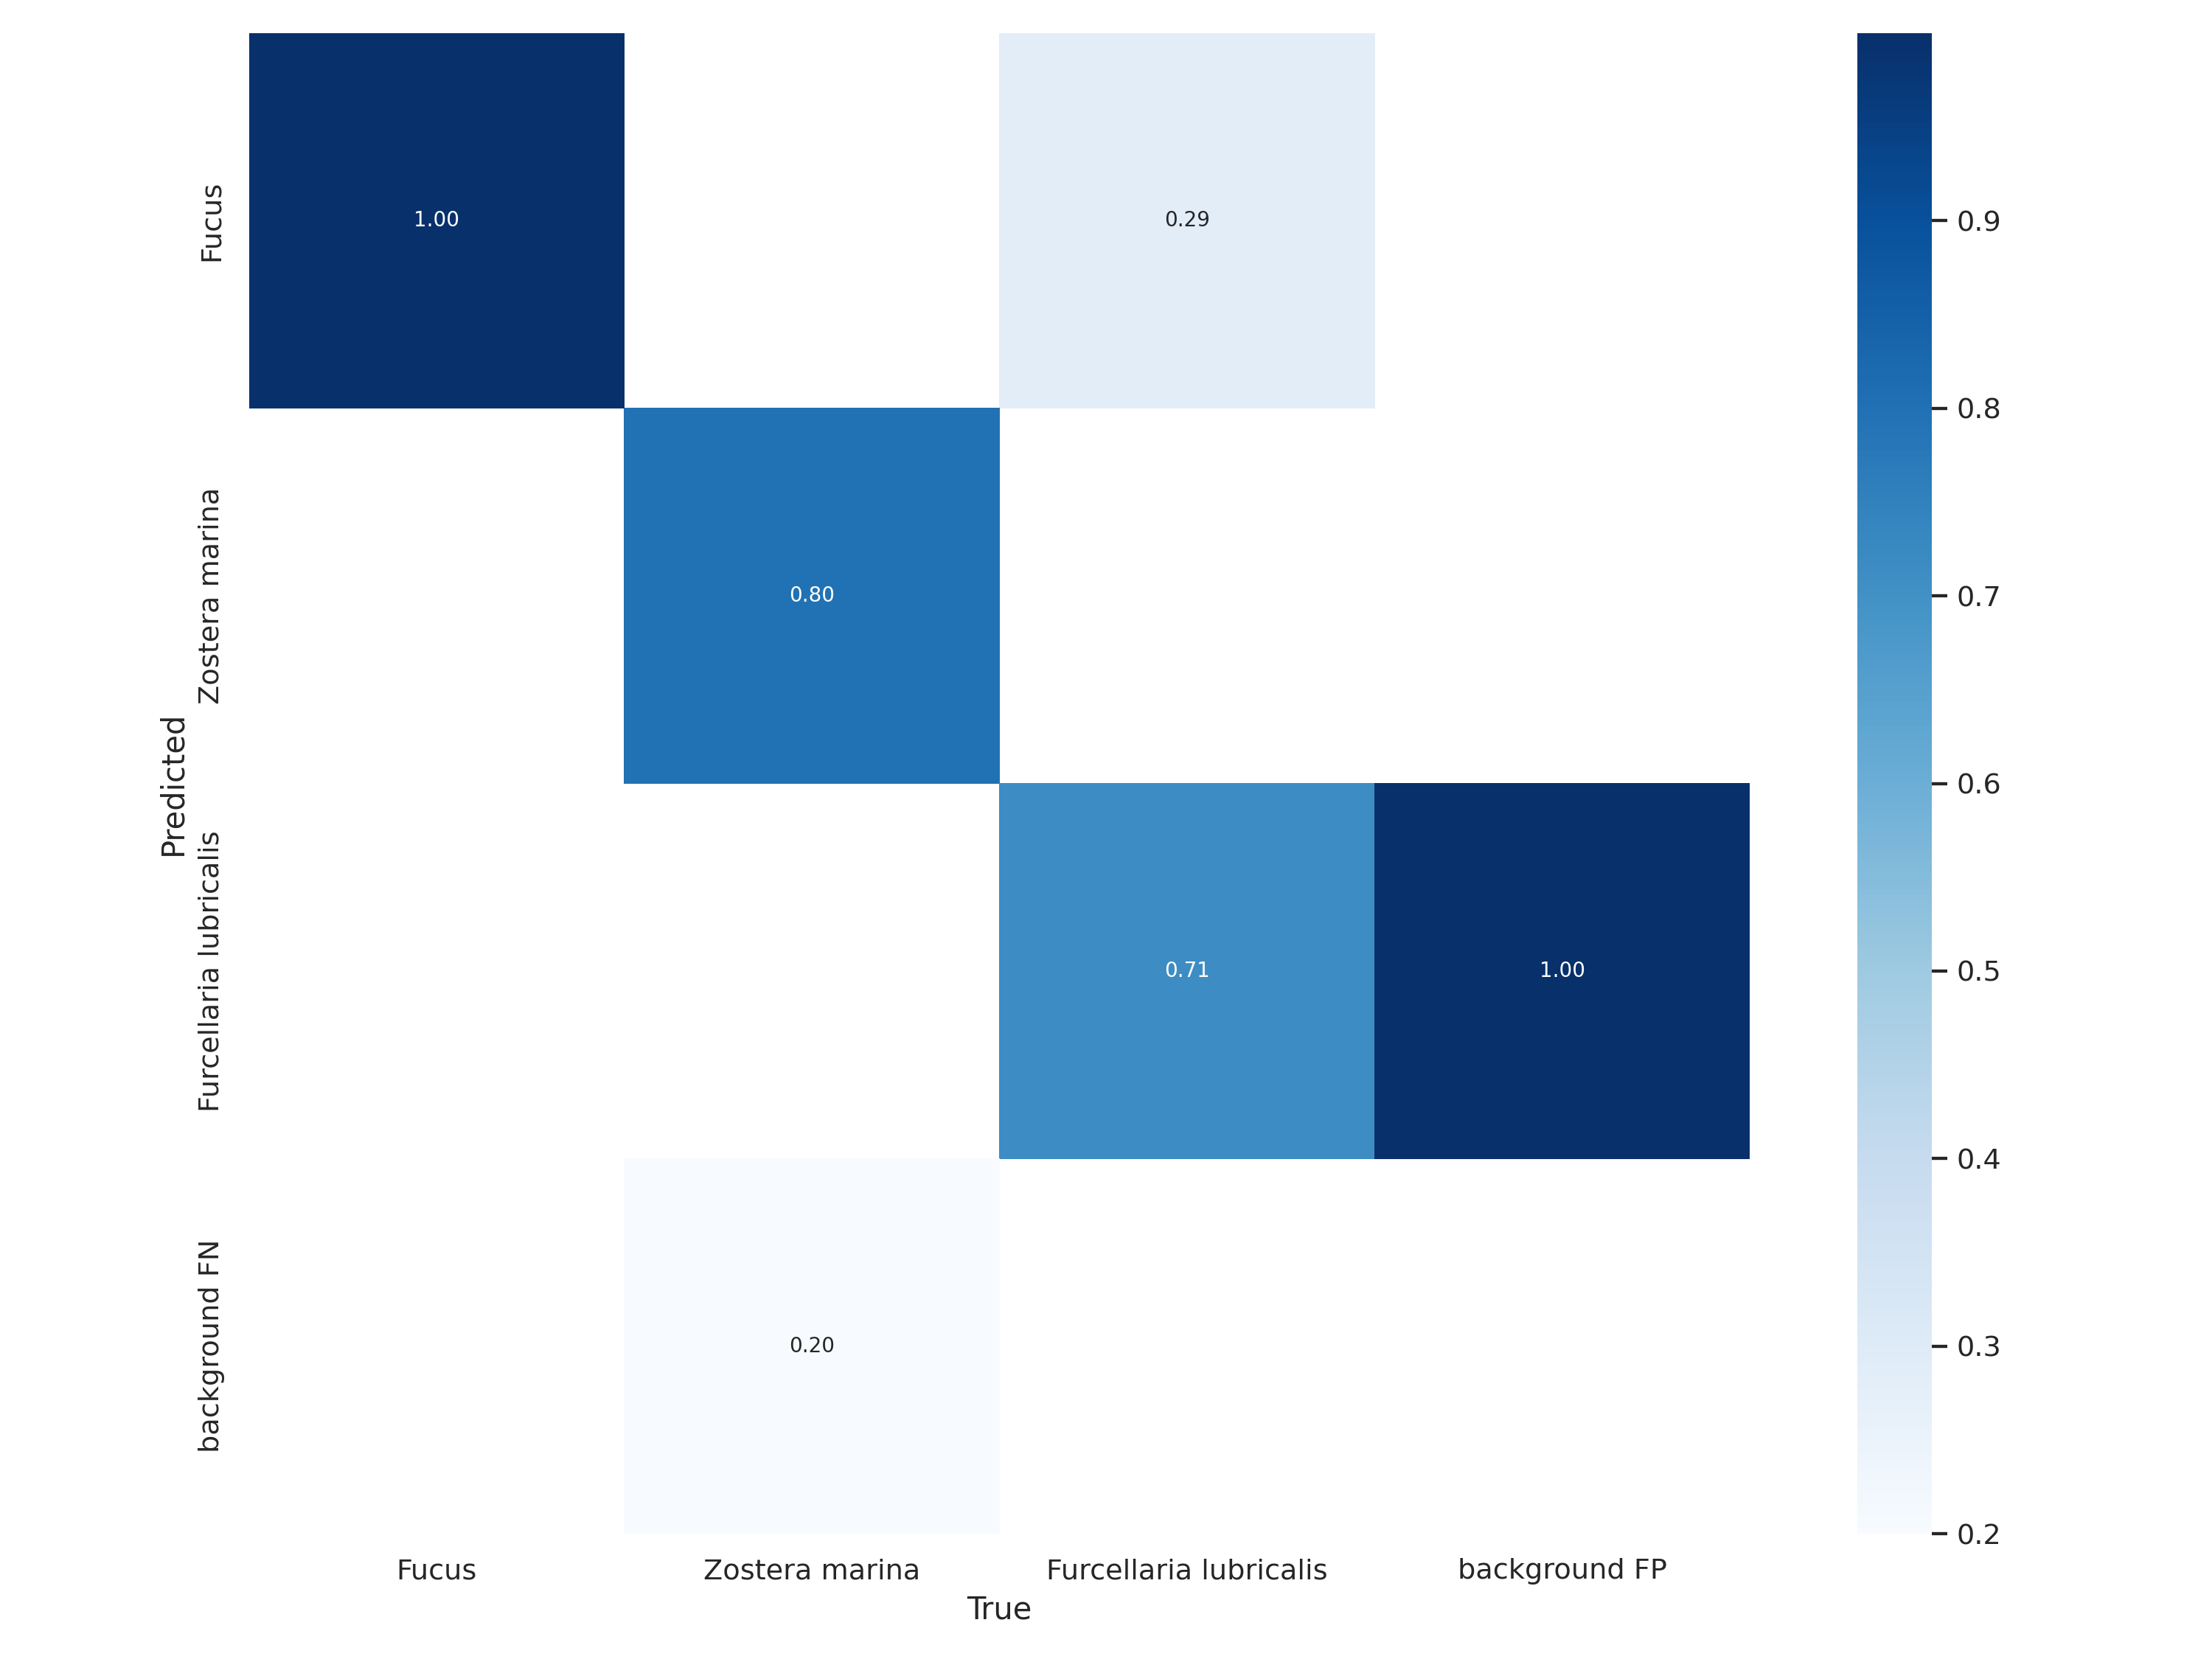 Fucus
1.00
0.29
0.9
0.8
Zostera marina
0.80
0.7
Predicted
0.6
Furcellaria lubricalis
0.71
1.00
0.5
0.4
background FN
0.20
0.3
0.2
Fucus
Zostera marina
Furcellaria lubricalis
background FP
True